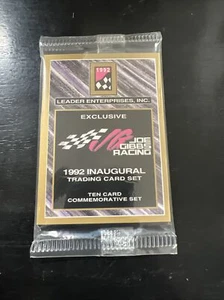 1992
LEADER ENTERPRISES, INC.
EXCLUSIVE
JOE
GIBBS
RACING
1992 INAUGURAL
TRADING CARD SET
TEN CARD
COMMEMORATIVE SET